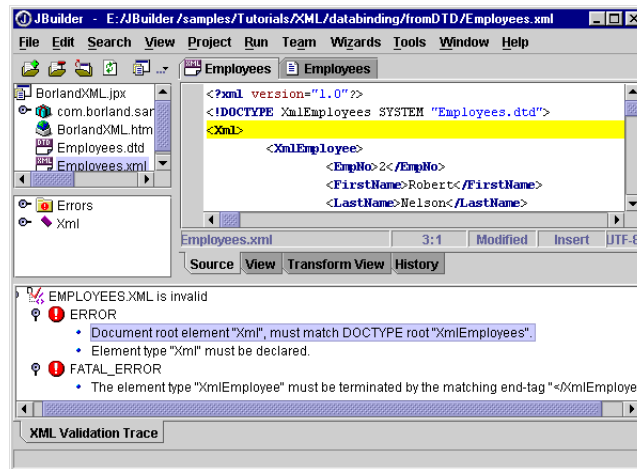 JBuilder - E:/JBuilder/samples/Tutorials/XML/databinding/fromDTD/Employees.xml
File Edit Search View Project Run Team Wizards Tools Window Help
Employees Employees
BorlandXML.jpx
com.borland.sar
BorlandXML.htm
Employees.dtd
Employees.xml
<?xml version="1.0"?>
<!DOCTYPE XmlEmployees SYSTEM "Employees.dtd">
<Xml>
<XmlEmployee>
<EmpNo>2</EmpNo>
<FirstName>Robert</FirstName>
<LastName>Nelson</LastName>
Errors
Xml
Employees.xml 3:1 Modified Insert UTF-8
Source View Transform View History
EMPLOYEES.XML is invalid
ERROR
Document root element "Xml", must match DOCTYPE root "XmlEmployees".
Element type "Xml" must be declared.
FATAL_ERROR
The element type "XmlEmployee" must be terminated by the matching end-tag "</XmlEmploye
XML Validation Trace